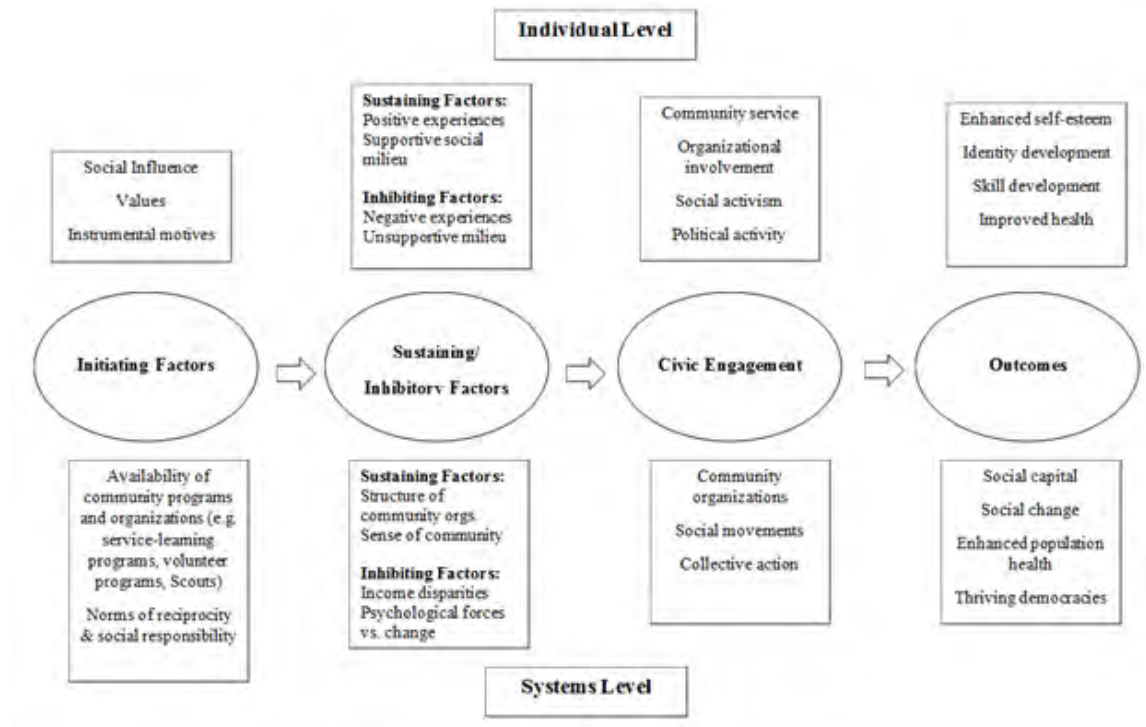 Individual Level
Social Influence
Values
Instrumental motives
Sustaining Factors:
Positive experiences
Supportive social
milieu
Inhibiting Factors:
Negative experiences
Unsupportive milieu
Community service
Organizational
involvement
Social activism
Political activity
Enhanced self-esteem
Identity development
Skill development
Improved health
Initiating Factors
Sustaining/
Inhibitory Factors
Civic Engagement
Outcomes
Availability of
community programs
and organizations (e.g.
service-learning
programs, volunteer
programs, Scouts)
Norms of reciprocity
& social responsibility
Sustaining Factors:
Structure of
community orgs.
Sense of community
Inhibiting Factors:
Income disparities
Psychological forces
vs. change
Community
organizations
Social movements
Collective action
Social capital
Social change
Enhanced population
health
Thriving democracies
Systems Level